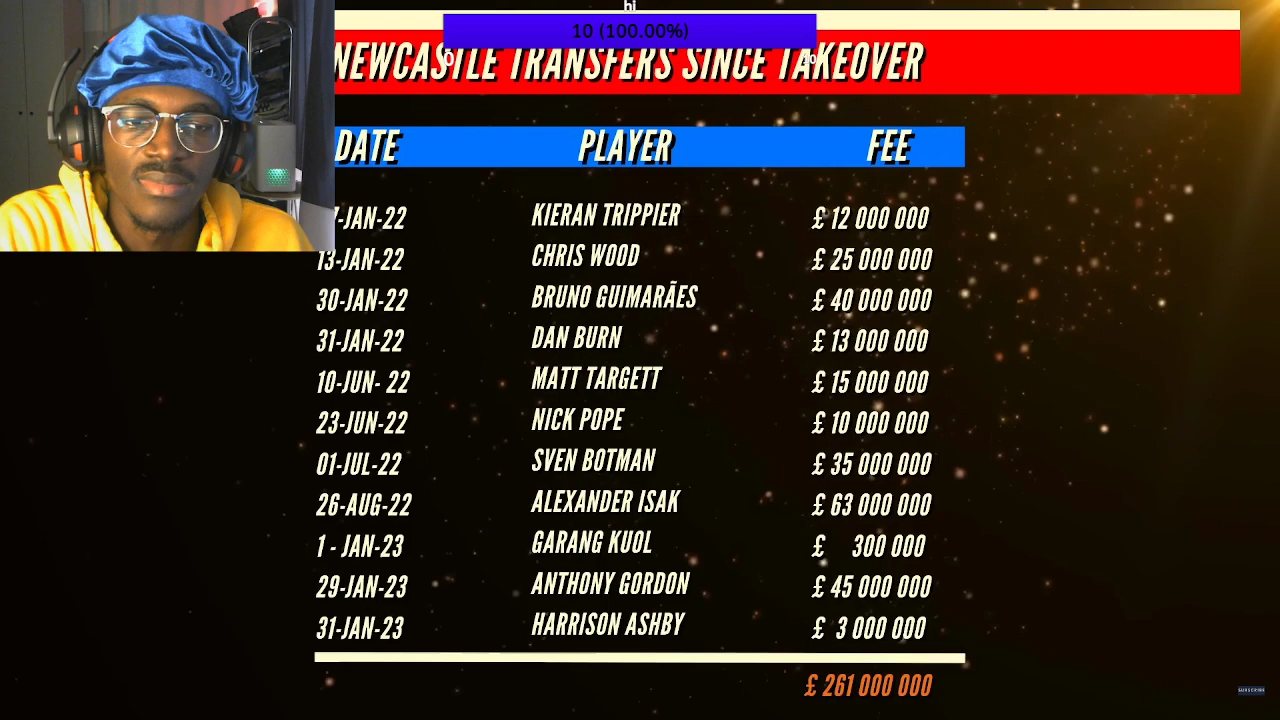 hi
10 (100.00%)
NEWCASTLE TRANSFERS SINCE TAKEOVER
DATE PLAYER FEE
-JAN-22 KIERAN TRIPPIER £ 12 000 000
13-JAN-22 CHRIS WOOD £ 25 000 000
30-JAN-22 BRUNO GUIMARÃES £ 40 000 000
31-JAN-22 DAN BURN £ 13 000 000
10-JUN- 22 MATT TARGETT £ 15 000 000
23-JUN-22 NICK POPE £ 10 000 000
01-JUL-22 SVEN BOTMAN £ 35 000 000
26-AUG-22 ALEXANDER ISAK £ 63 000 000
1 - JAN-23 GARANG KUOL £ 300 000
29-JAN-23 ANTHONY GORDON £ 45 000 000
31-JAN-23 HARRISON ASHBY £ 3 000 000
£ 261 000 000
SUBSCRIBE